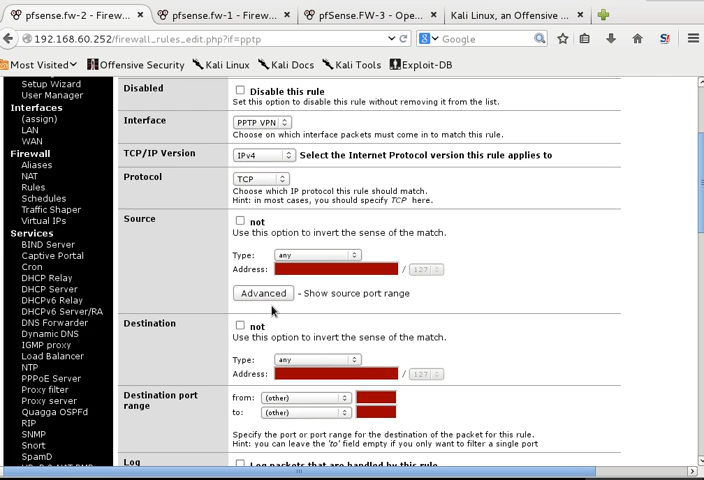 pfsense.fw-2 - Firew...
pfsense.fw-1 - Firew...
pfSense.FW-3 - Ope...
Kali Linux, an Offensive ...
192.168.60.252/firewall_rules_edit.php?if=pptp
Google
Most Visited
Offensive Security
Kali Linux
Kali Docs
Kali Tools
Exploit-DB
Setup Wizard
User Manager
Interfaces
(assign)
LAN
WAN
Firewall
Aliases
NAT
Rules
Schedules
Traffic Shaper
Virtual IPs
Services
BIND Server
Captive Portal
Cron
DHCP Relay
DHCP Server
DHCPv6 Relay
DHCPv6 Server/RA
DNS Forwarder
Dynamic DNS
IGMP proxy
Load Balancer
NTP
PPPoE Server
Proxy filter
Proxy server
Quagga OSPFd
RIP
SNMP
Snort
SpamD
Disabled
Disable this rule
Set this option to disable this rule without removing it from the list.
Interface
PPTP VPN
Choose on which interface packets must come in to match this rule.
TCP/IP Version
IPv4 Select the Internet Protocol version this rule applies to
Protocol
TCP
Choose which IP protocol this rule should match.
Hint: in most cases, you should specify TCP here.
Source
not
Use this option to invert the sense of the match.
Type: any
Address: / 127
Advanced - Show source port range
Destination
not
Use this option to invert the sense of the match.
Type: any
Address: / 127
Destination port
range
from: (other)
to: (other)
Specify the port or port range for the destination of the packet for this rule.
Hint: you can leave the 'to' field empty if you only want to filter a single port
Log
Log packets that are handled by this rule